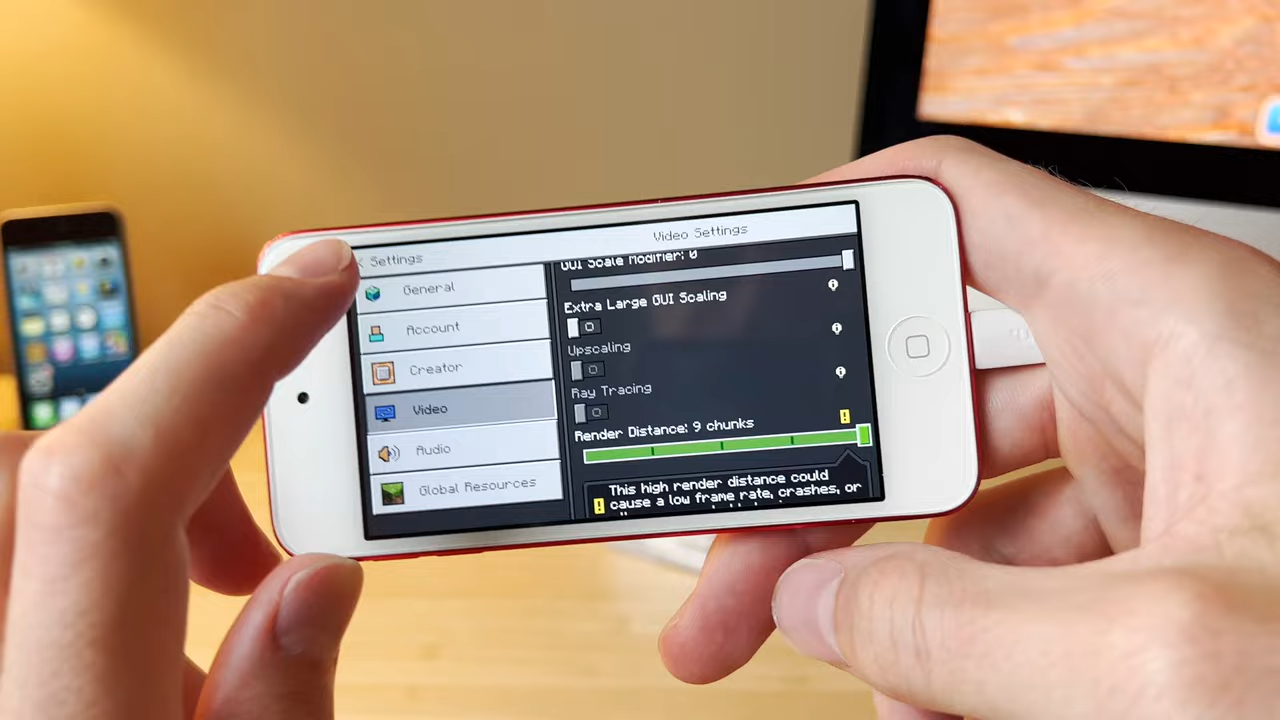 Video Settings
< Settings
General
Account
Creator
Video
Audio
Global Resources
GUI Scale Modifier: 0
Extra Large GUI Scaling
Upscaling
Ray Tracing
Render Distance: 9 chunks
This high render distance could
cause a low frame rate, crashes, or